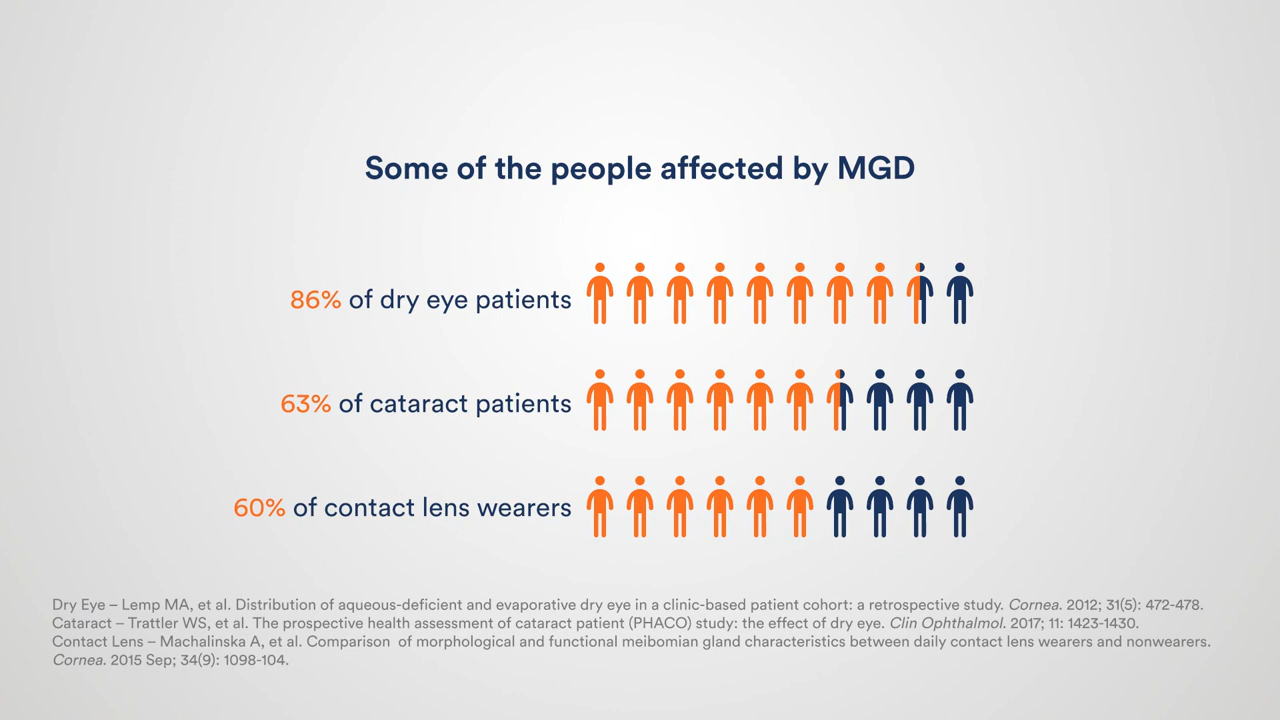 Some of the people affected by MGD
86% of dry eye patients
63% of cataract patients
60% of contact lens wearers
Dry Eye – Lemp MA, et al. Distribution of aqueous-deficient and evaporative dry eye in a clinic-based patient cohort: a retrospective study. Cornea. 2012; 31(5): 472-478.
Cataract – Trattler WS, et al. The prospective health assessment of cataract patient (PHACO) study: the effect of dry eye. Clin Ophthalmol. 2017; 11: 1423-1430.
Contact Lens – Machalinska A, et al. Comparison of morphological and functional meibomian gland characteristics between daily contact lens wearers and nonwearers.
Cornea. 2015 Sep; 34(9): 1098-104.